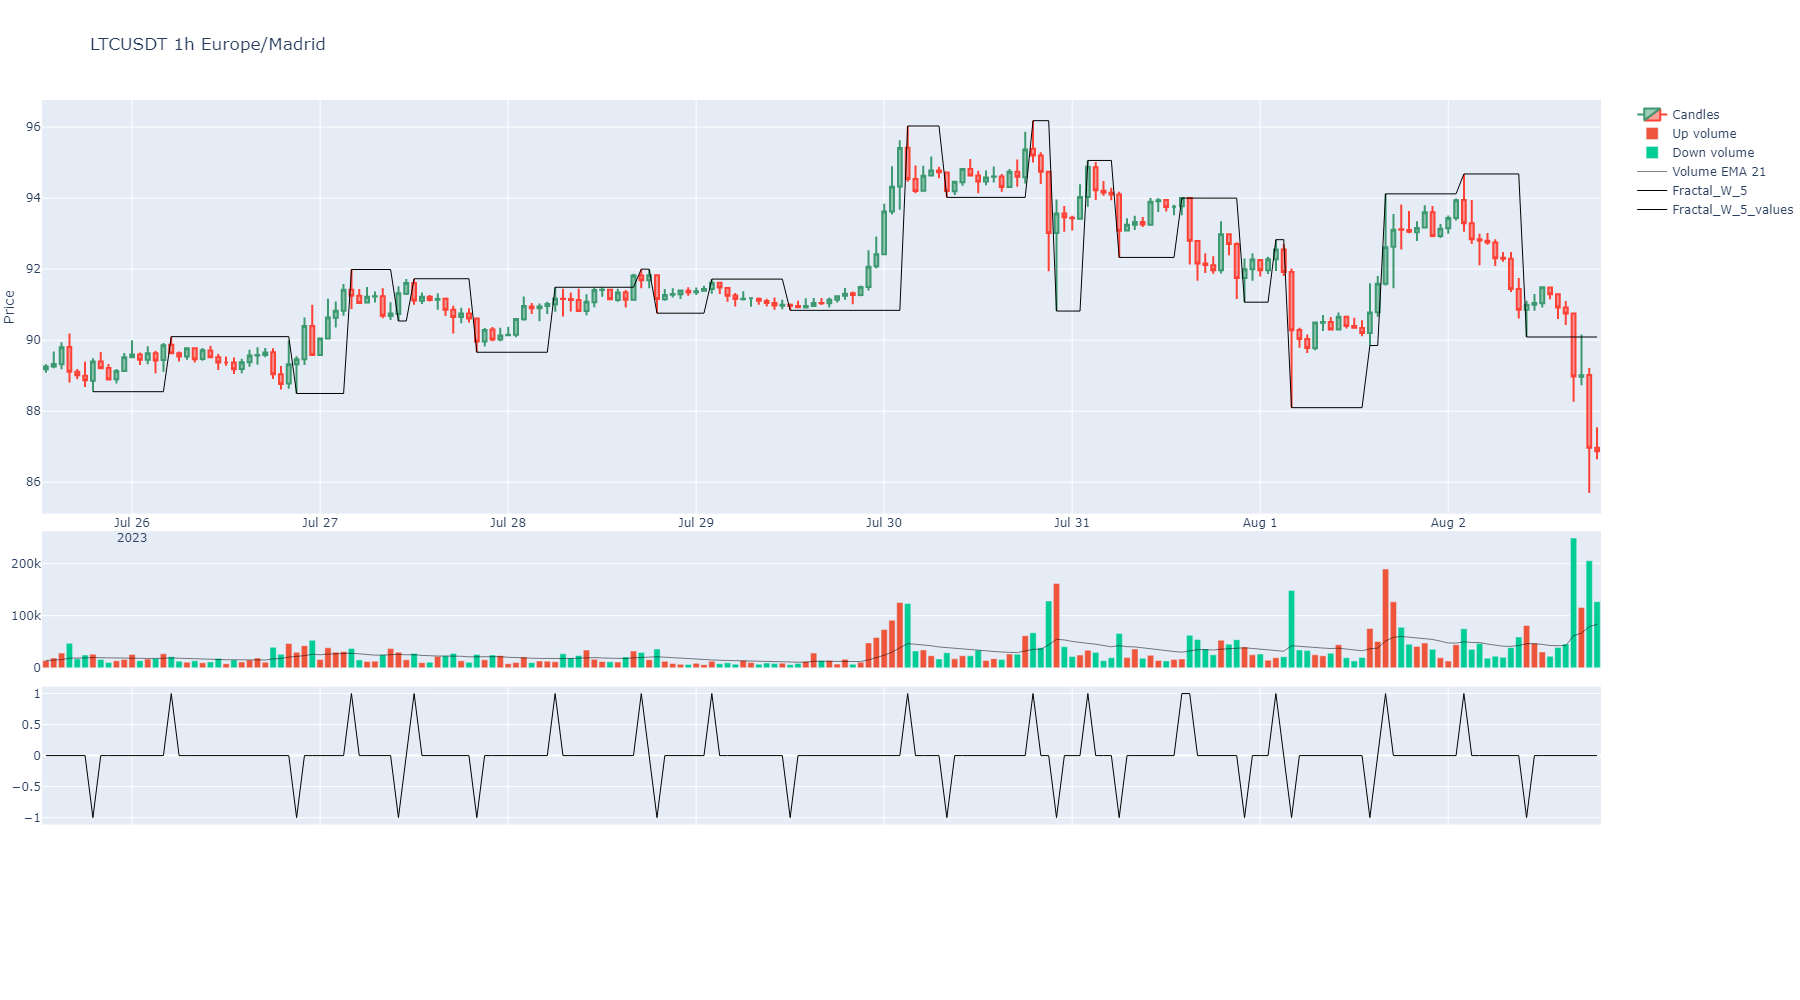 LTCUSDT 1h Europe/Madrid
Candles
Up volume
Down volume
Volume EMA 21
Fractal_W_5
Fractal_W_5_values
Price
96
94
92
90
88
86
Jul 26 Jul 27 Jul 28 Jul 29 Jul 30 Jul 31 Aug 1 Aug 2
2023
200k
100k
0
1
0.5
0
−0.5
−1